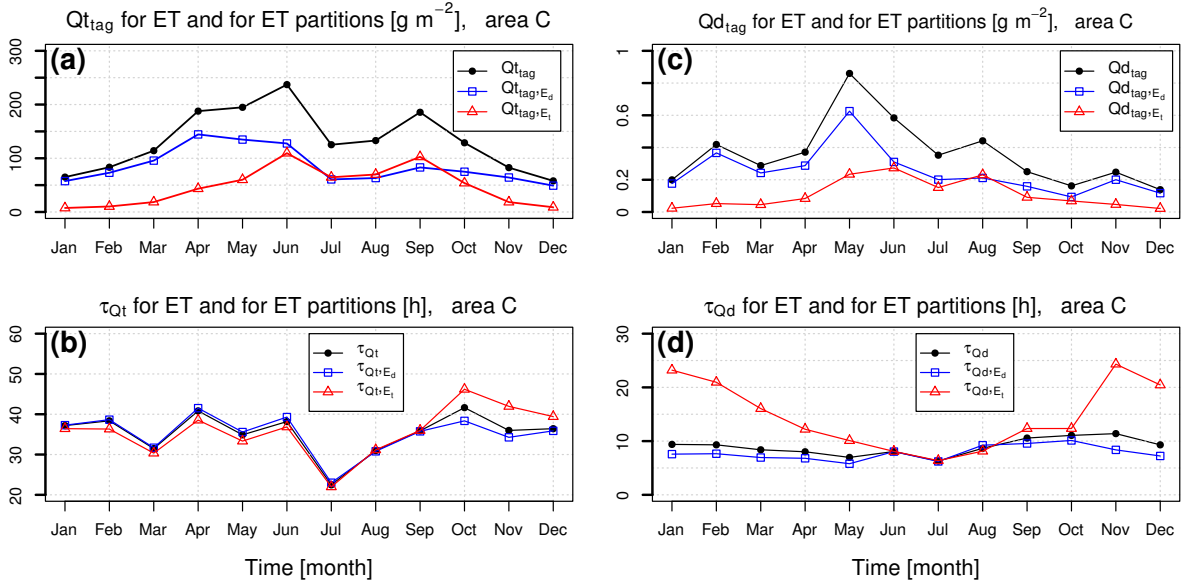 Qt_tag for ET and for ET partitions [g m⁻²], area C
(a)
Qt_tag
Qt_tag,E_d
Qt_tag,E_t
300
200
100
0
Jan Feb Mar Apr May Jun Jul Aug Sep Oct Nov Dec
Qd_tag for ET and for ET partitions [g m⁻²], area C
(c)
Qd_tag
Qd_tag,E_d
Qd_tag,E_t
1
0.6
0.2
0
Jan Feb Mar Apr May Jun Jul Aug Sep Oct Nov Dec
τ_Qt for ET and for ET partitions [h], area C
(b)
τ_Qt
τ_Qt,E_d
τ_Qt,E_t
60
50
40
30
20
Jan Feb Mar Apr May Jun Jul Aug Sep Oct Nov Dec
Time [month]
τ_Qd for ET and for ET partitions [h], area C
(d)
τ_Qd
τ_Qd,E_d
τ_Qd,E_t
30
20
10
0
Jan Feb Mar Apr May Jun Jul Aug Sep Oct Nov Dec
Time [month]